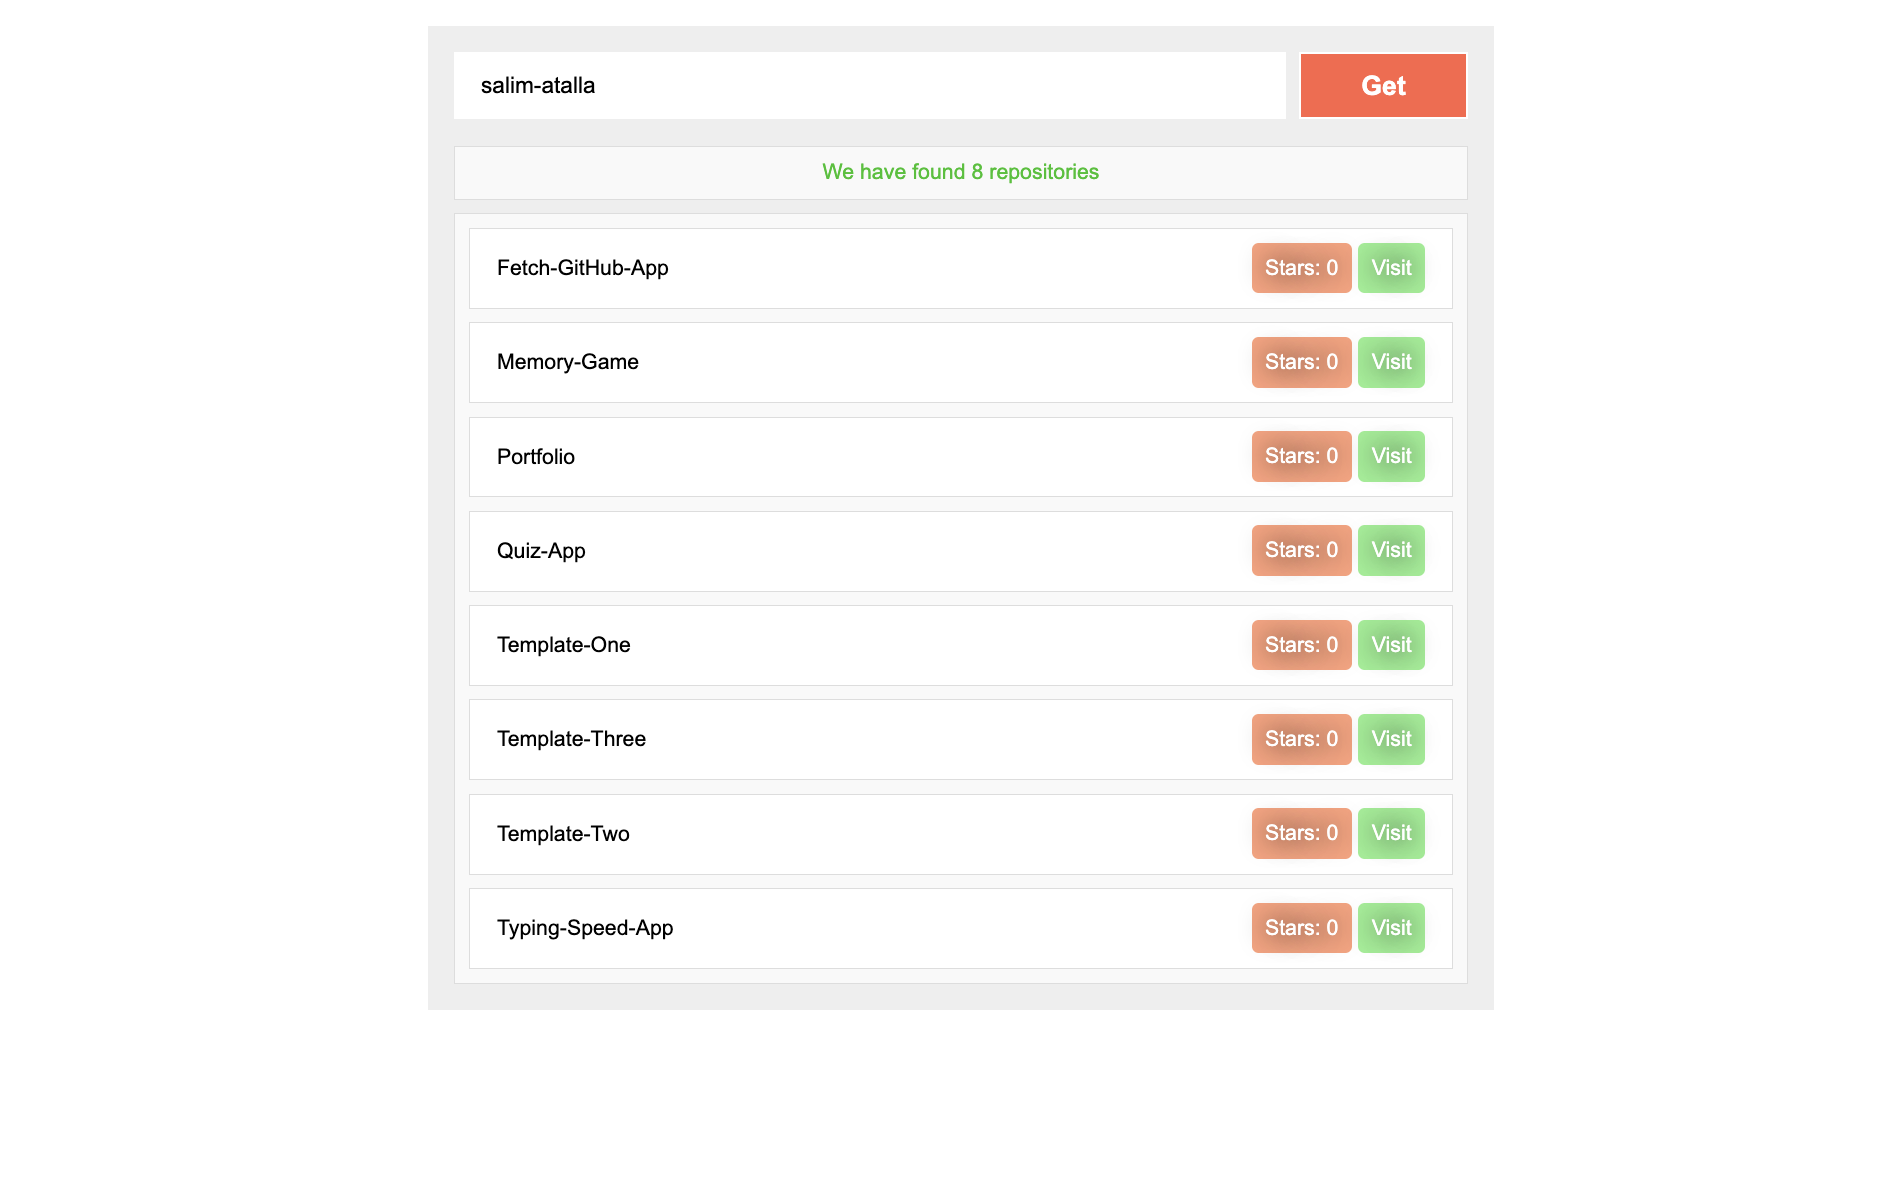 salim-atalla Get
We have found 8 repositories
Fetch-GitHub-App Stars: 0 Visit
Memory-Game Stars: 0 Visit
Portfolio Stars: 0 Visit
Quiz-App Stars: 0 Visit
Template-One Stars: 0 Visit
Template-Three Stars: 0 Visit
Template-Two Stars: 0 Visit
Typing-Speed-App Stars: 0 Visit